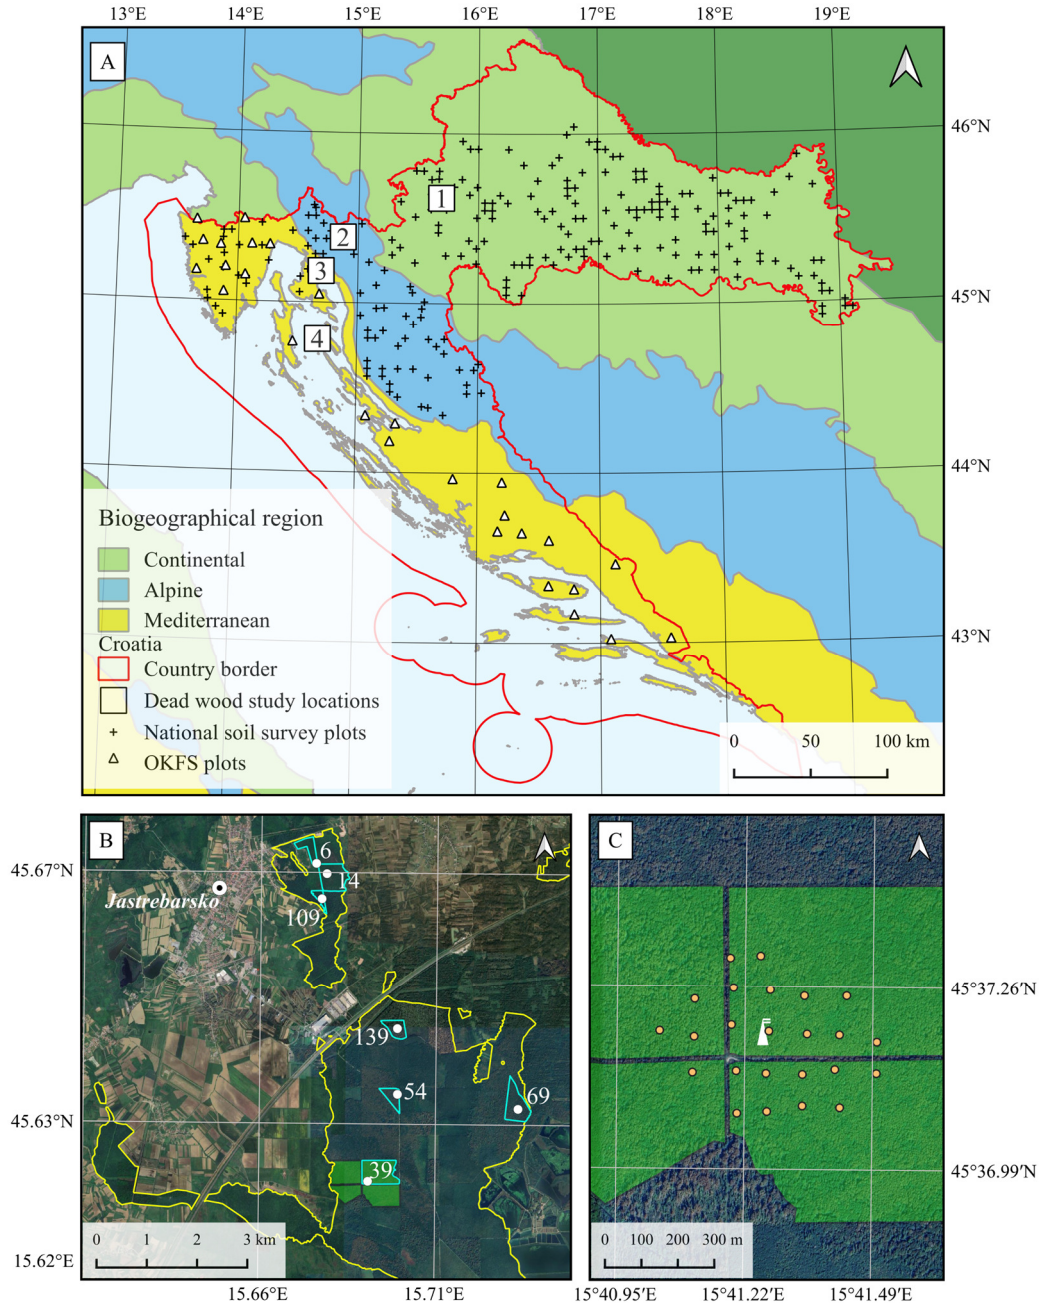 13°E 14°E 15°E 16°E 17°E 18°E 19°E
A
46°N
1
2
3
45°N
4
44°N
Biogeographical region
Continental
Alpine
Mediterranean
43°N
Croatia
Country border
Dead wood study locations
National soil survey plots
OKFS plots
0 50 100 km
B
6
45.67°N
14
Jastrebarsko
109
139
54
69
45.63°N
39
0 1 2 3 km
15.62°E
15.66°E 15.71°E
C
45°37.26′N
45°36.99′N
0 100 200 300 m
15°40.95′E 15°41.22′E 15°41.49′E